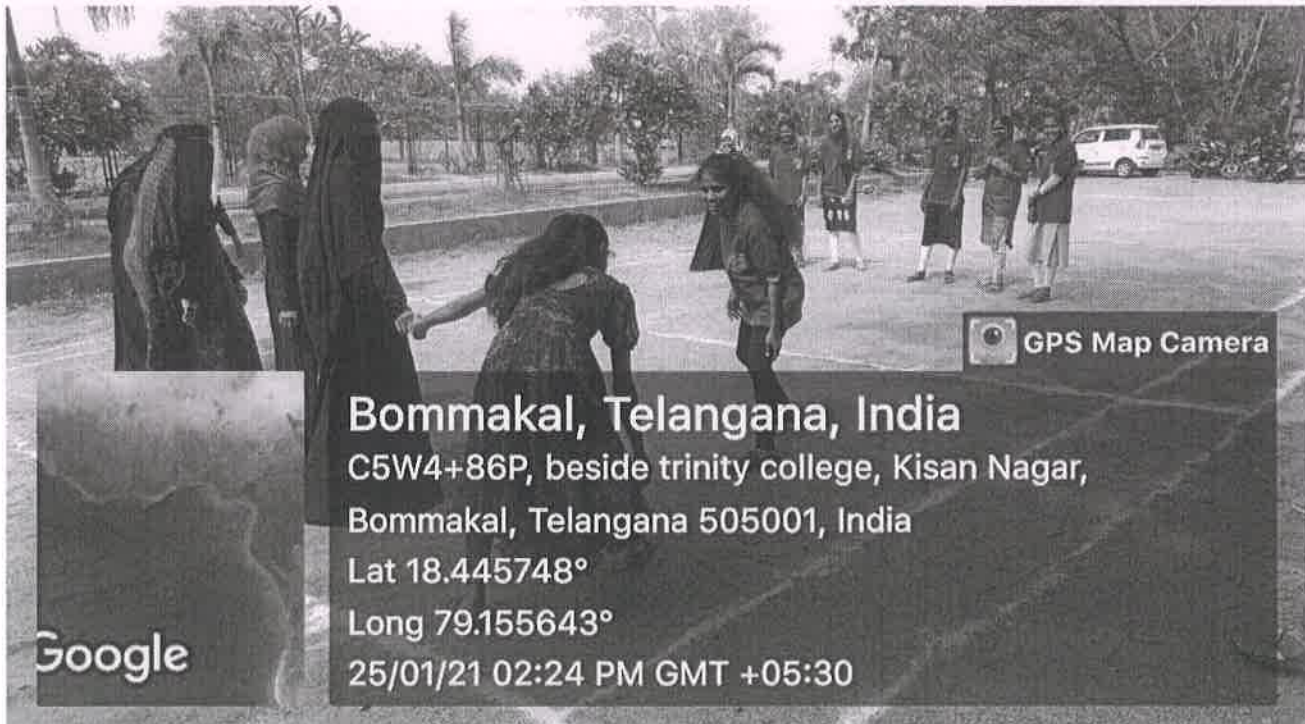 GPS Map Camera
Bommakal, Telangana, India
C5W4+86P, beside trinity college, Kisan Nagar,
Bommakal, Telangana 505001, India
Lat 18.445748°
Long 79.155643°
25/01/21 02:24 PM GMT +05:30
Google